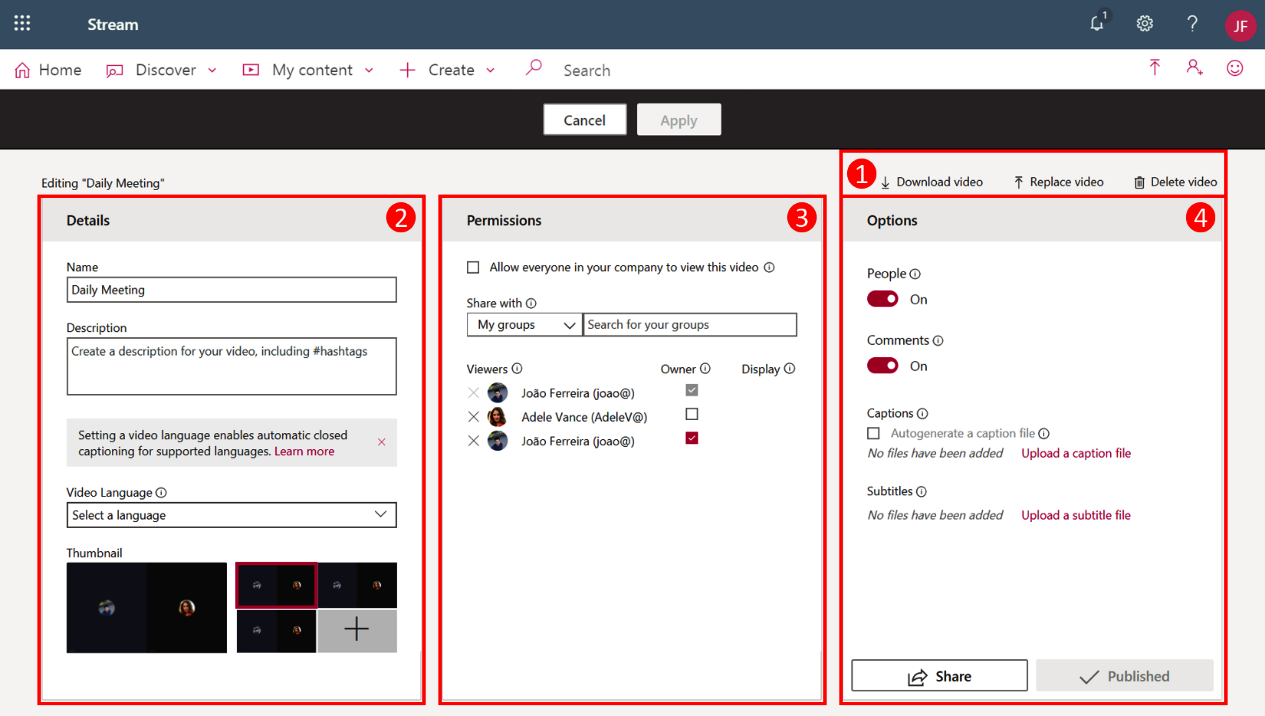 Stream
1
JF
Home Discover My content Create Search
Cancel Apply
Editing "Daily Meeting"
1 Download video Replace video Delete video
Details 2
Name
Daily Meeting
Description
Create a description for your video, including #hashtags
Setting a video language enables automatic closed
captioning for supported languages. Learn more
Video Language
Select a language
Thumbnail
Permissions 3
Allow everyone in your company to view this video
Share with
My groups Search for your groups
Viewers Owner Display
João Ferreira (joao@)
Adele Vance (AdeleV@)
João Ferreira (joao@)
Options 4
People
On
Comments
On
Captions
Autogenerate a caption file
No files have been added Upload a caption file
Subtitles
No files have been added Upload a subtitle file
Share Published